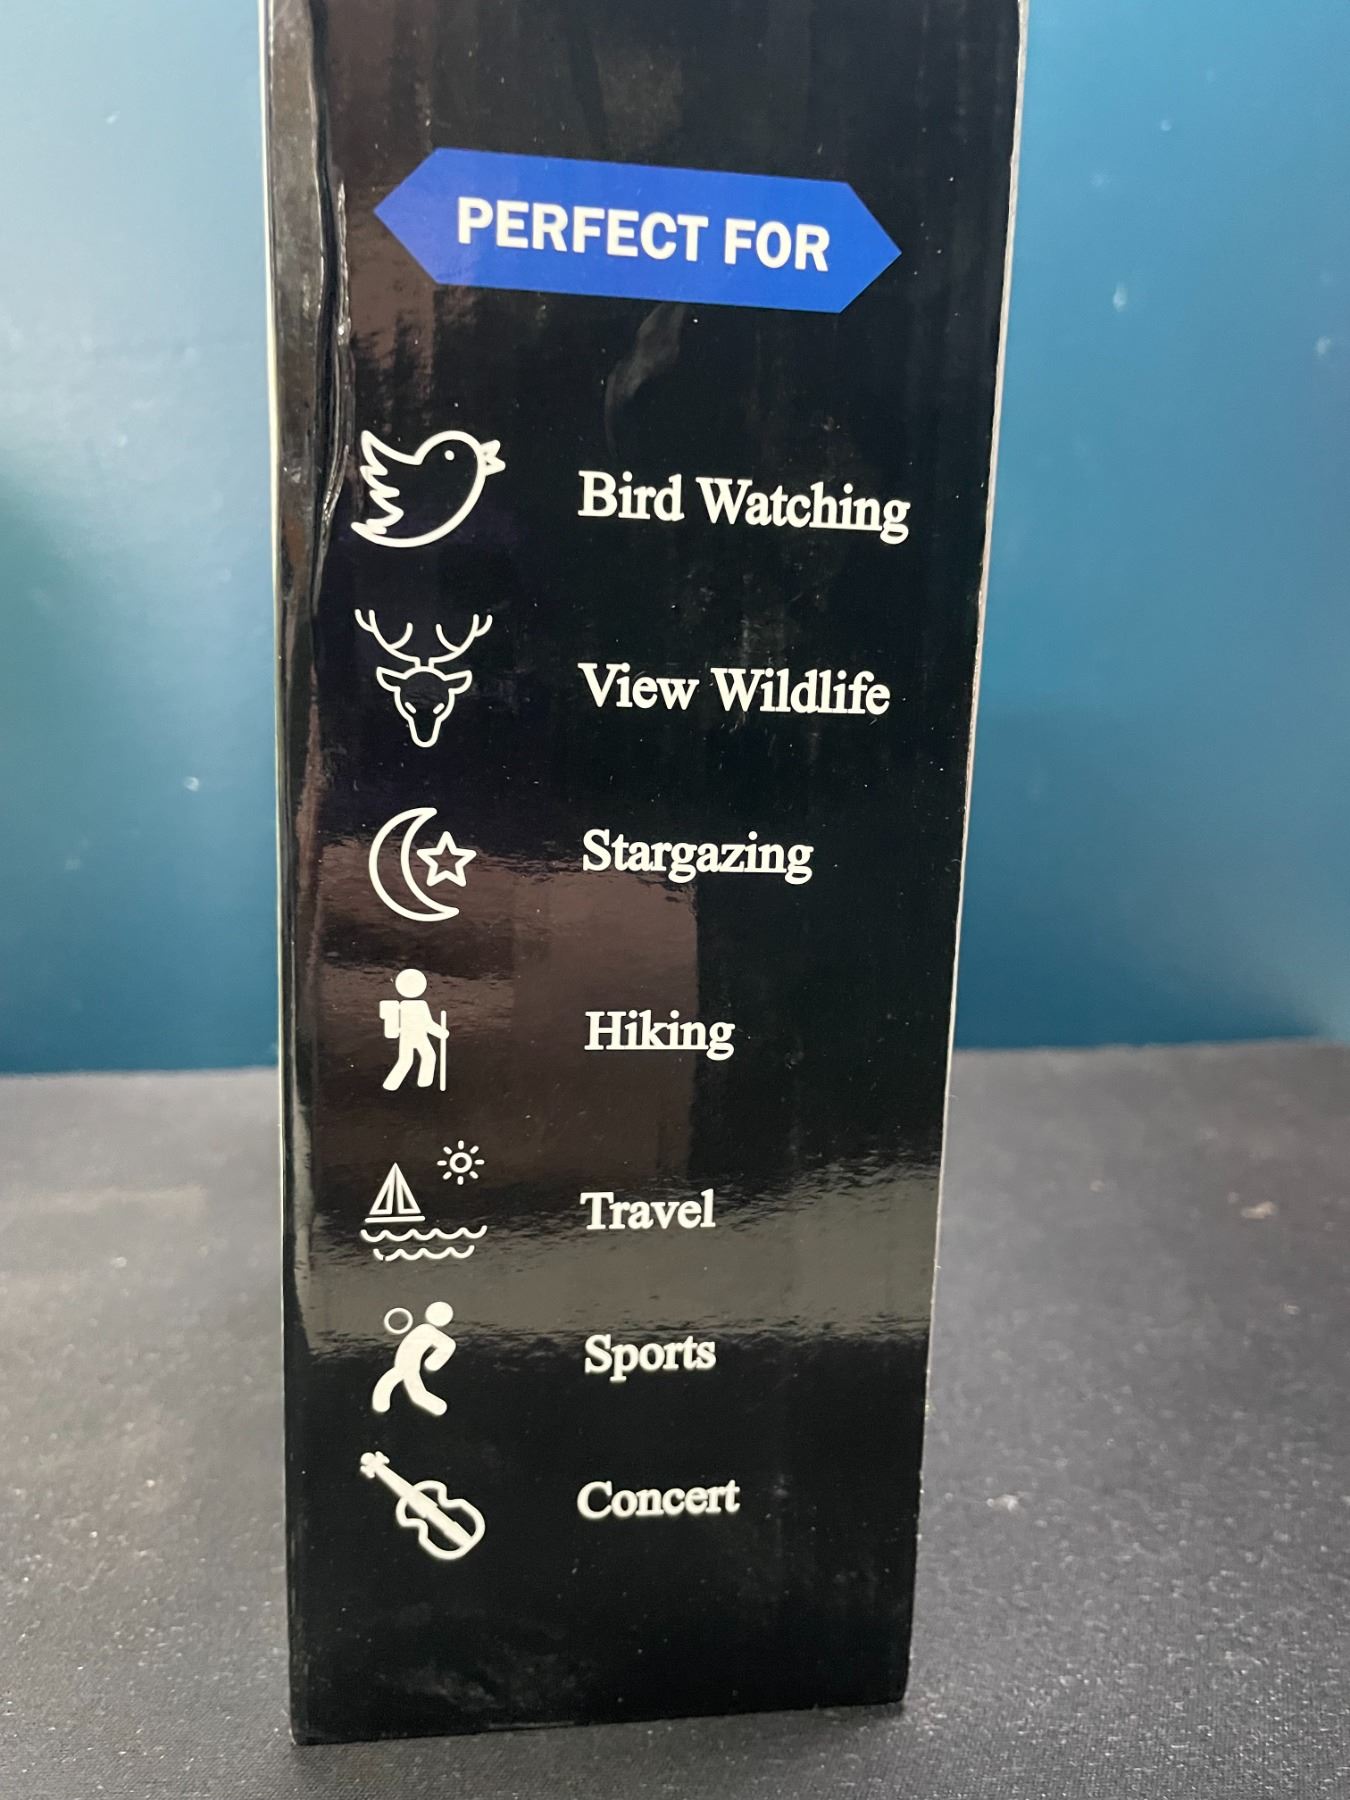 PERFECT FOR
Bird Watching
View Wildlife
Stargazing
Hiking
Travel
Sports
Concert